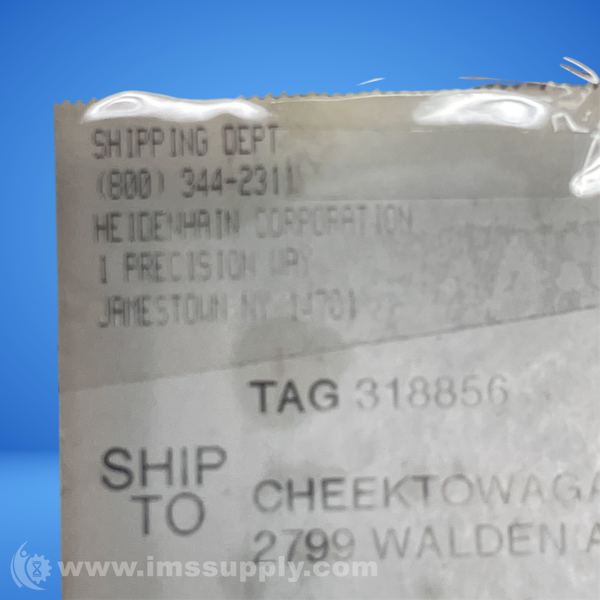 SHIPPING DEPT
(800) 344-2311
HEIDENHAIN CORPORATION
1 PRECISION WAY
JAMESTOWN NY 14701
TAG 318856
SHIP TO
CHEEKTOWAGA
2799 WALDEN A
www.imssupply.com